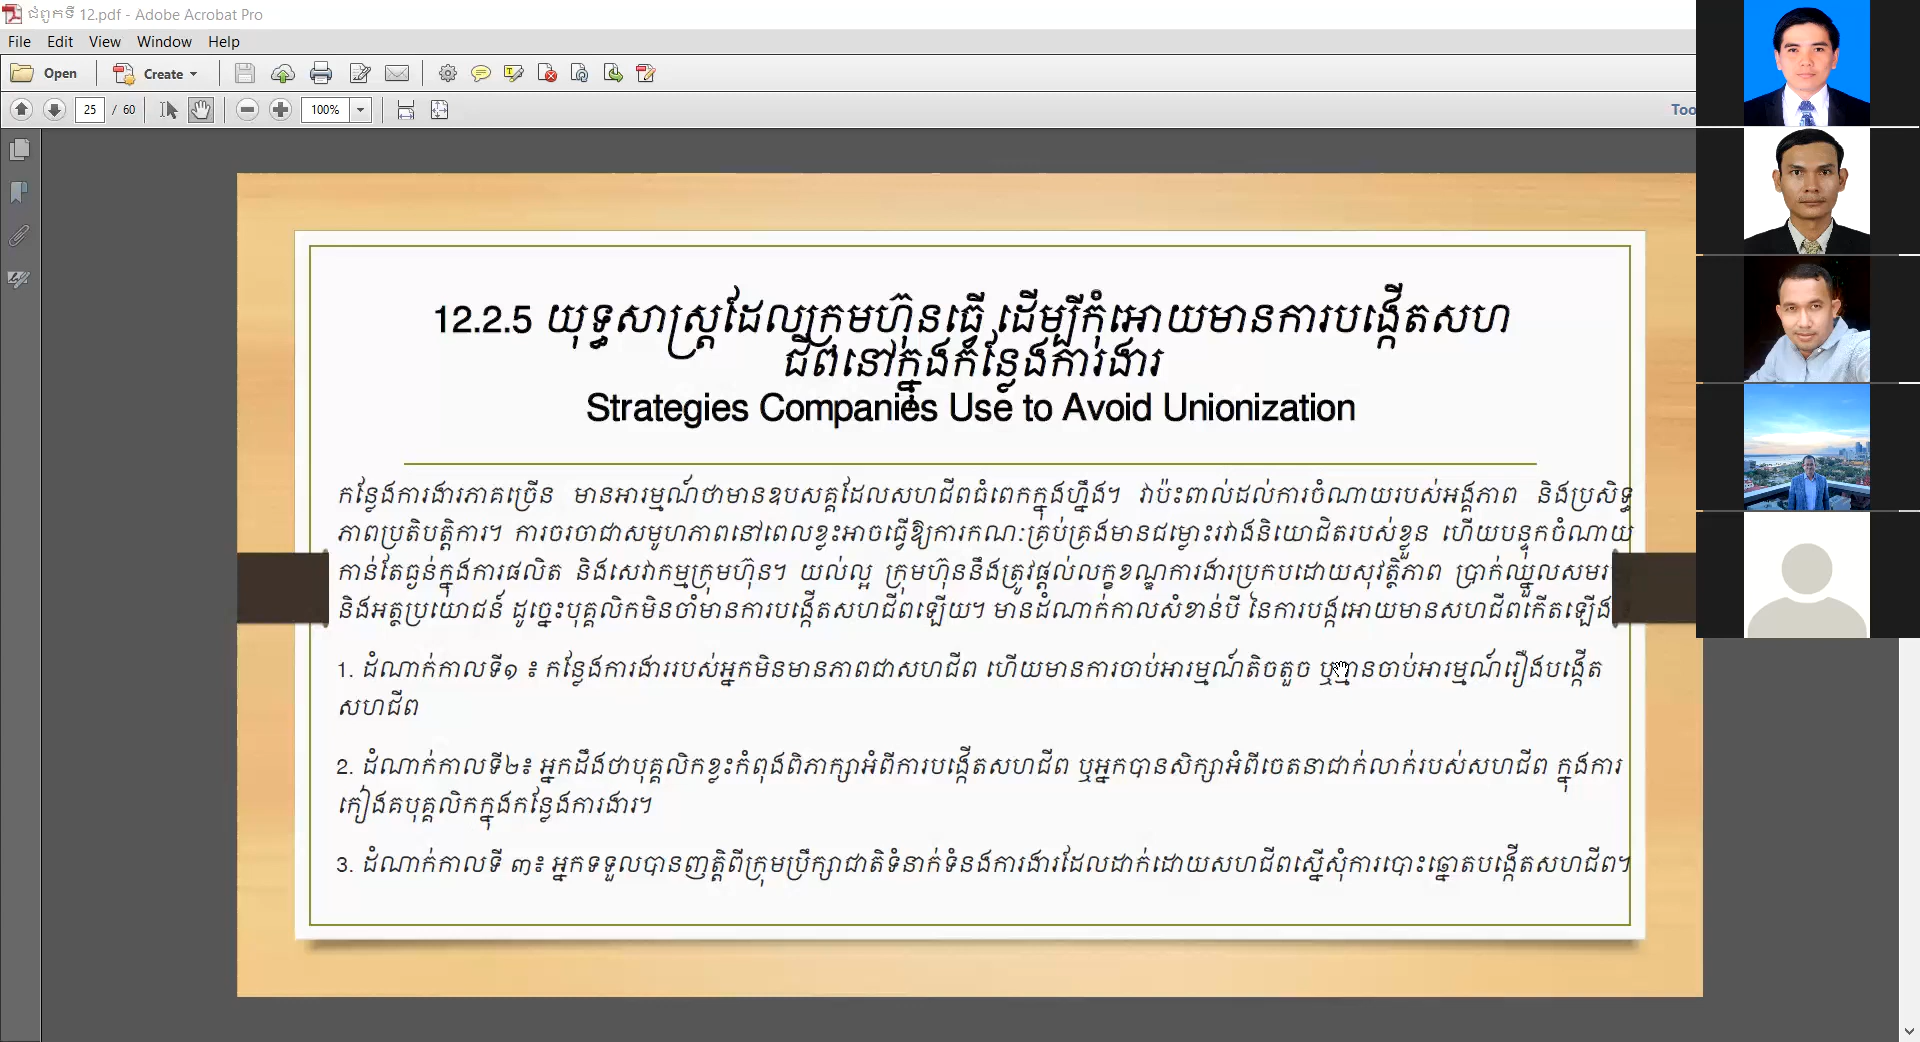 ជំពូកទី 12.pdf - Adobe Acrobat Pro
File Edit View Window Help
Open Create
25 / 60 100%
12.2.5 យុទ្ធសាស្ត្រដែលក្រុមហ៊ុនធ្វើ ដើម្បីកុំអោយមានការបង្កើតសហ
ជីពនៅក្នុងកន្លែងការងារ
Strategies Companies Use to Avoid Unionization
កន្លែងការងារភាគច្រើន មានអារម្មណ៍ថាមានឧបសគ្គដែលសហជីពធំពេកក្នុងហ្នឹង។ វាប៉ះពាល់ដល់ការចំណាយរបស់អង្គភាព និងប្រសិទ្ធ
ភាពប្រតិបត្តិការ។ ការចរចាជាសមូហភាពនៅពេលខ្លះអាចធ្វើឱ្យការកណៈគ្រប់គ្រងមានជម្លោះរវាងនិយោជិតរបស់ខ្លួន ហើយបន្ទុកចំណាយ
កាន់តែធ្ងន់ក្នុងការផលិត និងសេវាកម្មក្រុមហ៊ុន។ យល់ល្អ ក្រុមហ៊ុននឹងត្រូវផ្តល់លក្ខខណ្ឌការងារប្រកបដោយសុវត្ថិភាព ប្រាក់ឈ្នួល
និងអត្ថប្រយោជន៍ ដូច្នេះបុគ្គលិកមិនចាំមានការបង្កើតសហជីពឡើយ។ មានដំណាក់កាលសំខាន់បី នៃការបង្កអោយមានសហជីពកើតឡើង
1. ដំណាក់កាលទី១ ៖ កន្លែងការងាររបស់អ្នកមិនមានភាពជាសហជីព ហើយមានការចាប់អារម្មណ៍តិចតួច ឬគ្មានចាប់អារម្មណ៍រឿងបង្កើត
សហជីព
2. ដំណាក់កាលទី២៖ អ្នកដឹងថាបុគ្គលិកខ្លះកំពុងពិភាក្សាអំពីការបង្កើតសហជីព ឬអ្នកបានសិក្សាអំពីចេតនាជាក់លាក់របស់សហជីព ក្នុងការ
កៀងគបុគ្គលិកក្នុងកន្លែងការងារ។
3. ដំណាក់កាលទី ៣៖ អ្នកទទួលបានញត្តិពីក្រុមប្រឹក្សាជាតិទំនាក់ទំនងការងារដែលដាក់ដោយសហជីពស្នើសុំការបោះឆ្នោតបង្កើតសហជីព។